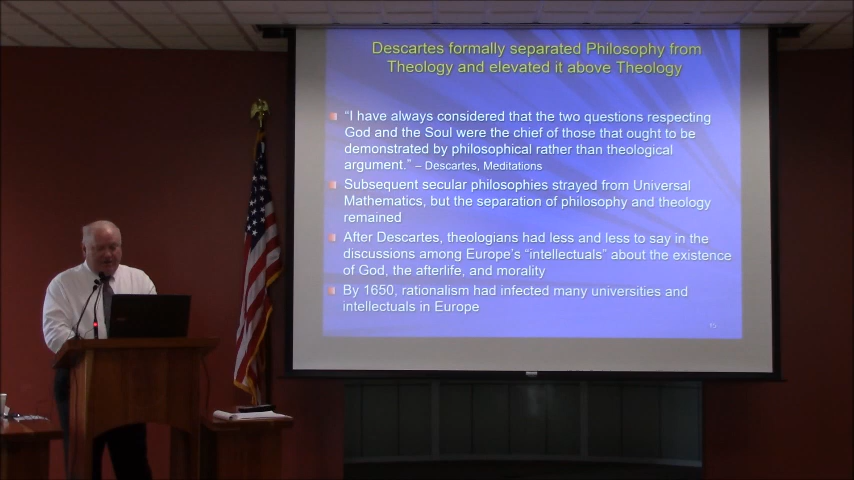 Descartes formally separated Philosophy from
Theology and elevated it above Theology
“I have always considered that the two questions respecting
God and the Soul were the chief of those that ought to be
demonstrated by philosophical rather than theological
argument.” – Descartes, Meditations
Subsequent secular philosophies strayed from Universal
Mathematics, but the separation of philosophy and theology
remained
After Descartes, theologians had less and less to say in the
discussions among Europe’s “intellectuals” about the existence
of God, the afterlife, and morality
By 1650, rationalism had infected many universities and
intellectuals in Europe